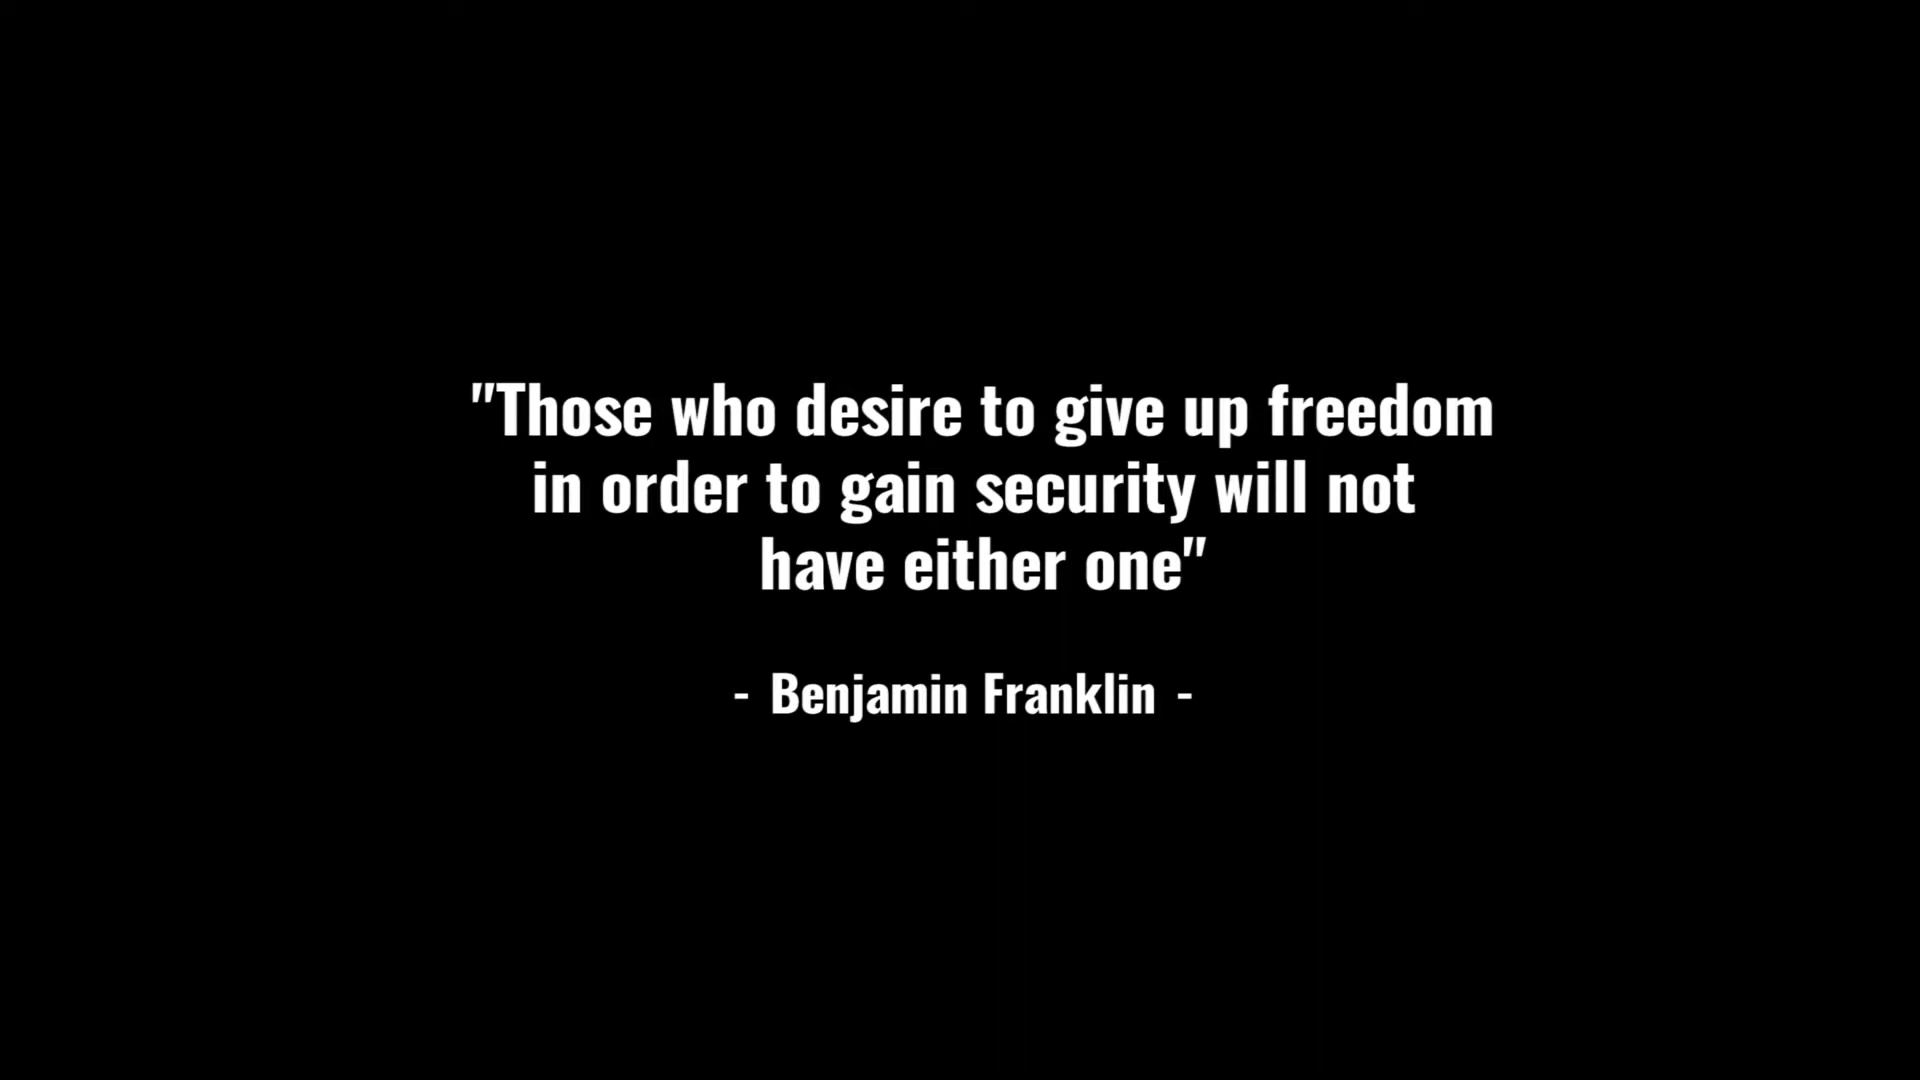 "Those who desire to give up freedom
in order to gain security will not
have either one"
- Benjamin Franklin -